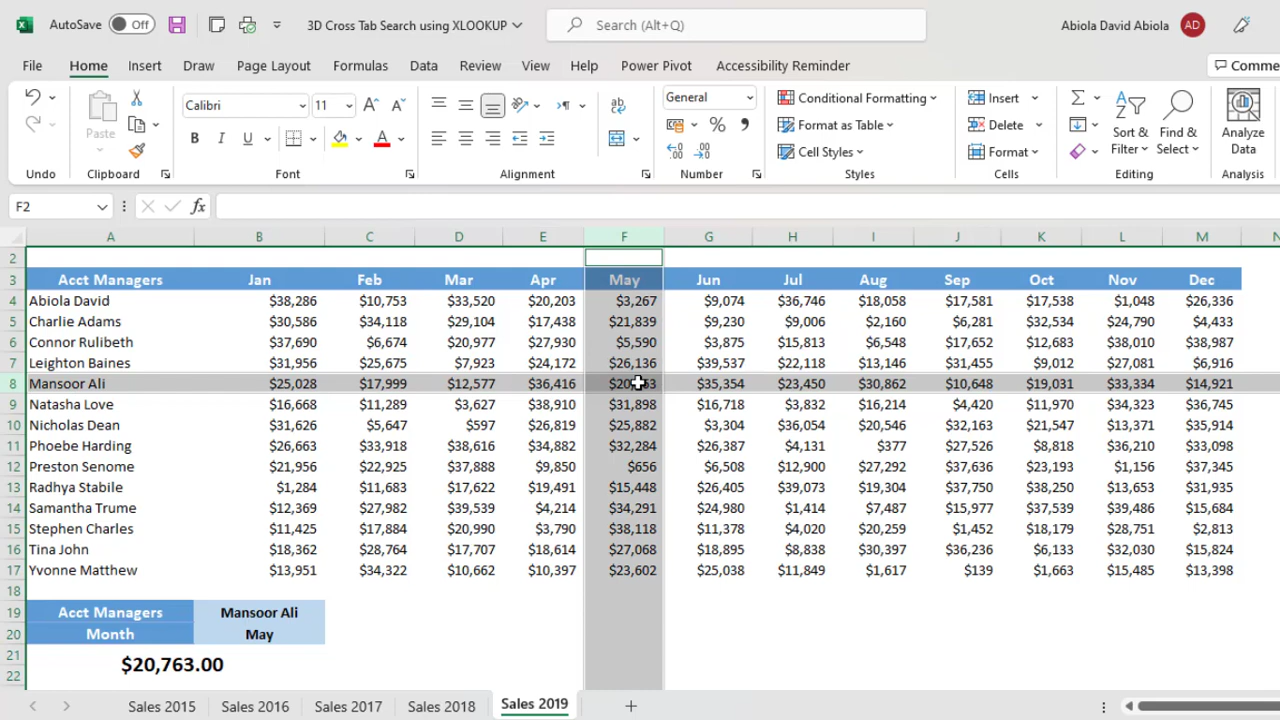 AutoSave Off 3D Cross Tab Search using XLOOKUP Search (Alt+Q) Abiola David Abiola AD
File Home Insert Draw Page Layout Formulas Data Review View Help Power Pivot Accessibility Reminder Comme
Paste Calibri 11 B I U General Conditional Formatting Format as Table Cell Styles Insert Delete Format Sort & Filter Find & Select Analyze Data
Undo Clipboard Font Alignment Number Styles Cells Editing Analysis
F2 fx
A B C D E F G H I J K L M N
2
3 Acct Managers Jan Feb Mar Apr May Jun Jul Aug Sep Oct Nov Dec
4 Abiola David $38,286 $10,753 $33,520 $20,203 $3,267 $9,074 $36,746 $18,058 $17,581 $17,538 $1,048 $26,336
5 Charlie Adams $30,586 $34,118 $29,104 $17,438 $21,839 $9,230 $9,006 $2,160 $6,281 $32,534 $24,790 $4,433
6 Connor Rulibeth $37,690 $6,674 $20,977 $27,930 $5,590 $3,875 $15,813 $6,548 $17,652 $12,683 $38,010 $38,987
7 Leighton Baines $31,956 $25,675 $7,923 $24,172 $26,136 $39,537 $22,118 $13,146 $31,455 $9,012 $27,081 $6,916
8 Mansoor Ali $25,028 $17,999 $12,577 $36,416 $35,354 $23,450 $30,862 $10,648 $19,031 $33,334 $14,921
9 Natasha Love $16,668 $11,289 $3,627 $38,910 $31,898 $16,718 $3,832 $16,214 $4,420 $11,970 $34,323 $36,745
10 Nicholas Dean $31,626 $5,647 $597 $26,819 $25,882 $3,304 $36,054 $20,546 $32,163 $21,547 $13,371 $35,914
11 Phoebe Harding $26,663 $33,918 $38,616 $34,882 $32,284 $26,387 $4,131 $377 $27,526 $8,818 $36,210 $33,098
12 Preston Senome $21,956 $22,925 $37,888 $9,850 $656 $6,508 $12,900 $27,292 $37,636 $23,193 $1,156 $37,345
13 Radhya Stabile $1,284 $11,683 $17,622 $19,491 $15,448 $26,405 $39,073 $19,304 $37,750 $38,250 $13,653 $31,935
14 Samantha Trume $12,369 $27,982 $39,539 $4,214 $34,291 $24,980 $1,414 $7,487 $15,977 $37,539 $39,486 $15,684
15 Stephen Charles $11,425 $17,884 $20,990 $3,790 $38,118 $11,378 $4,020 $20,259 $1,452 $18,179 $28,751 $2,813
16 Tina John $18,362 $28,764 $17,707 $18,614 $27,068 $18,895 $8,838 $30,397 $36,236 $6,133 $32,030 $15,824
17 Yvonne Matthew $13,951 $34,322 $10,662 $10,397 $23,602 $25,038 $11,849 $1,617 $139 $1,663 $15,485 $13,398
18
19 Acct Managers Mansoor Ali
20 Month May
21
$20,763.00
22
Sales 2015 Sales 2016 Sales 2017 Sales 2018 Sales 2019